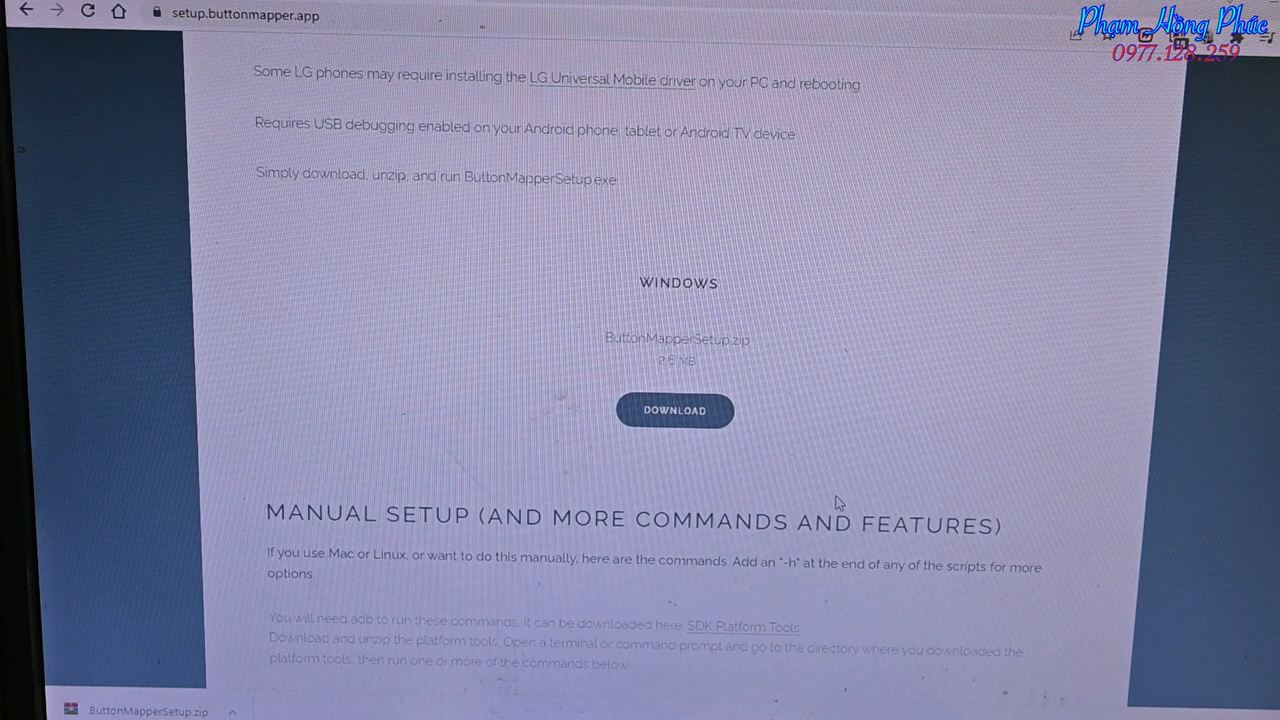 setup.buttonmapper.app
Phạm Hồng Phúc
0977.128.259
Some LG phones may require installing the LG Universal Mobile driver on your PC and rebooting
Requires USB debugging enabled on your Android phone, tablet or Android TV device
Simply download, unzip, and run ButtonMapperSetup.exe
WINDOWS
ButtonMapperSetup.zip
2.6 MB
DOWNLOAD
MANUAL SETUP (AND MORE COMMANDS AND FEATURES)
If you use Mac or Linux, or want to do this manually, here are the commands. Add an "-h" at the end of any of the scripts for more
options.
You will need adb to run these commands, it can be downloaded here: SDK Platform Tools
Download and unzip the platform tools. Open a terminal or command prompt and go to the directory where you downloaded the
platform tools, then run one or more of the commands below
ButtonMapperSetup.zip